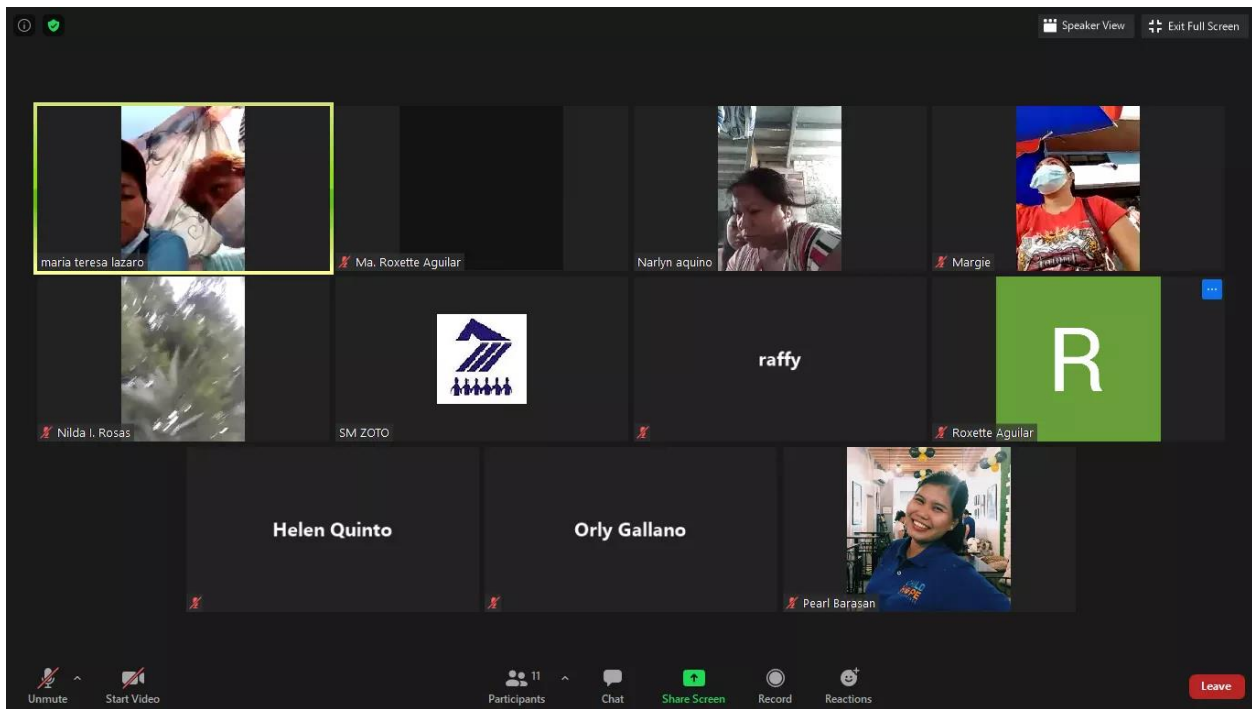 Speaker View
Exit Full Screen
maria teresa lazaro
Ma. Roxette Aguilar
Narlyn aquino
Margie
Nilda I. Rosas
SM ZOTO
raffy
R
Roxette Aguilar
Helen Quinto
Orly Gallano
Pearl Barasan
HOPE
Unmute
Start Video
Participants
11
Chat
Share Screen
Record
Reactions
Leave